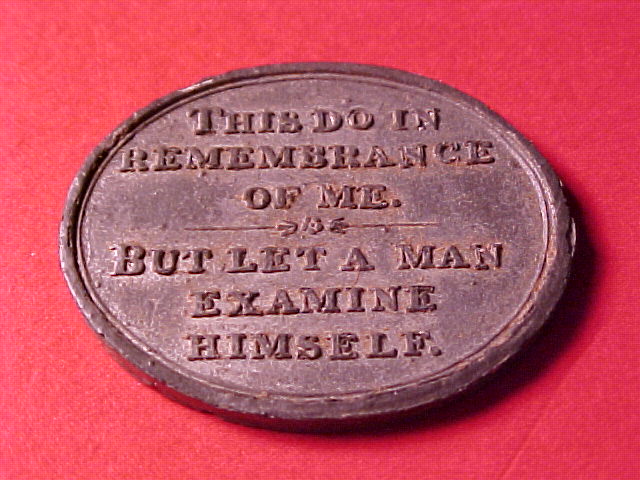 THIS DO IN
REMEMBRANCE
OF ME.
BUT LET A MAN
EXAMINE
HIMSELF.